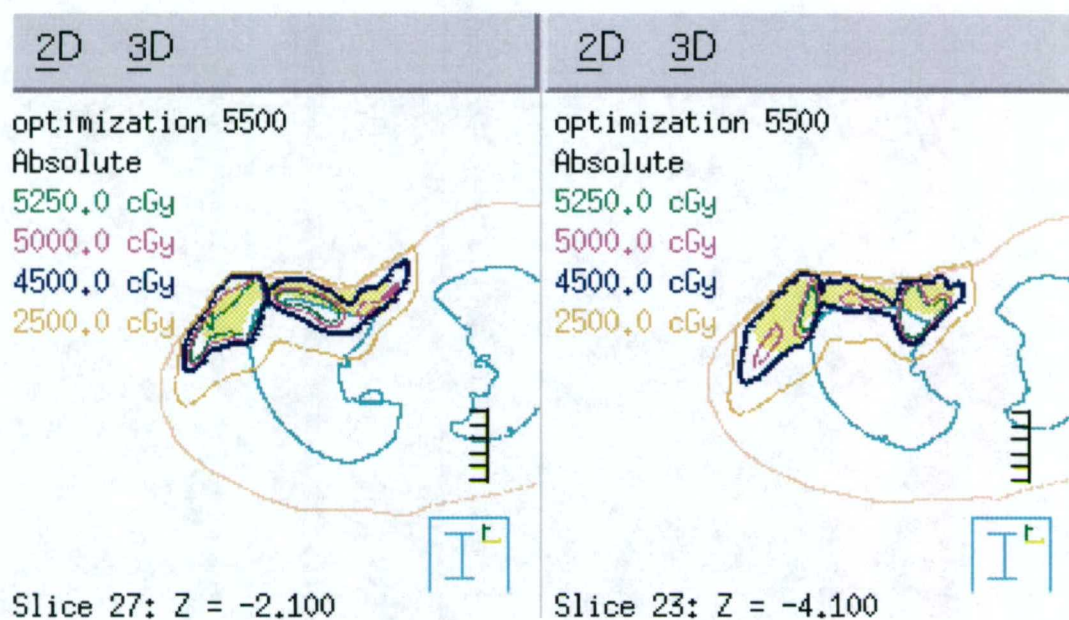 2D 3D
optimization 5500
Absolute
5250.0 cGy
5000.0 cGy
4500.0 cGy
2500.0 cGy
Slice 27: Z = -2.100
2D 3D
optimization 5500
Absolute
5250.0 cGy
5000.0 cGy
4500.0 cGy
2500.0 cGy
Slice 23: Z = -4.100